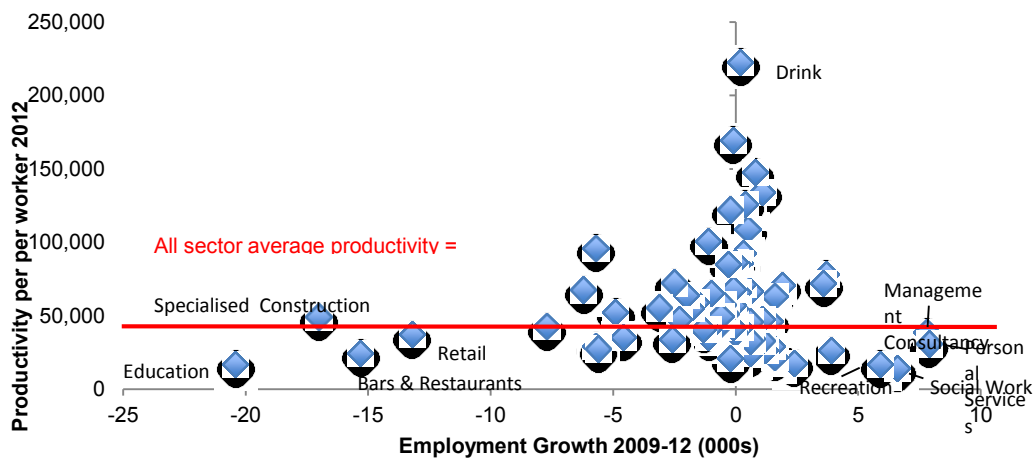 250,000
200,000
150,000
100,000
50,000
0
Productivity per worker 2012
Drink
All sector average productivity =
Specialised Construction
Education
Retail
Bars & Restaurants
Manageme
nt
Consultancy
Person
al
Service
s
Recreation
Social Work
-25
-20
-15
-10
-5
0
5
10
Employment Growth 2009-12 (000s)